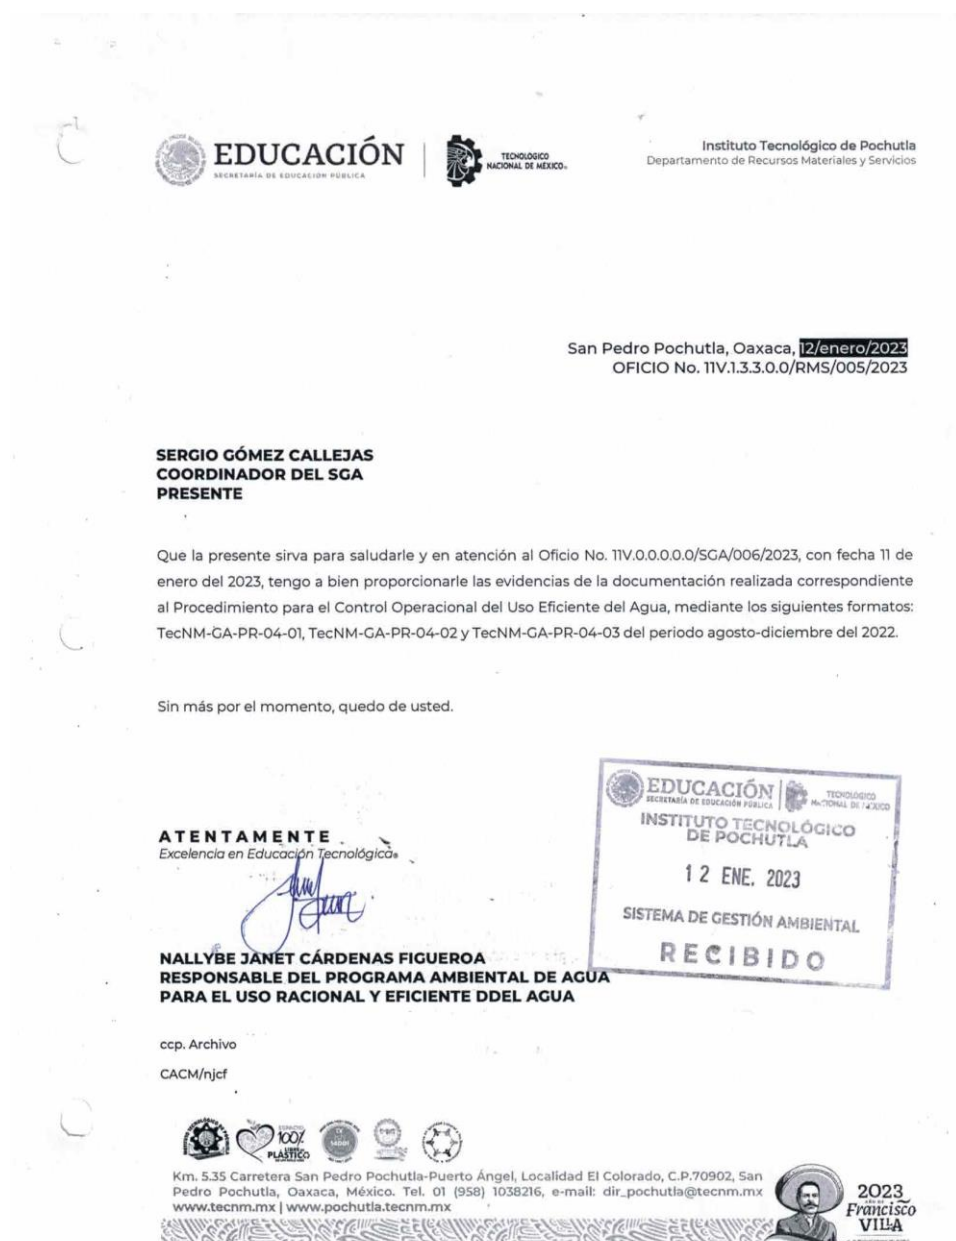 EDUCACIÓN
SECRETARÍA DE EDUCACIÓN PÚBLICA
TECNOLÓGICO
NACIONAL DE MÉXICO
Instituto Tecnológico de Pochutla
Departamento de Recursos Materiales y Servicios
San Pedro Pochutla, Oaxaca, 12/enero/2023
OFICIO No. 11V.1.3.3.0.0/RMS/005/2023
SERGIO GÓMEZ CALLEJAS
COORDINADOR DEL SGA
PRESENTE
Que la presente sirva para saludarle y en atención al Oficio No. 11V.0.0.0.0.0/SGA/006/2023, con fecha 11 de
enero del 2023, tengo a bien proporcionarle las evidencias de la documentación realizada correspondiente
al Procedimiento para el Control Operacional del Uso Eficiente del Agua, mediante los siguientes formatos:
TecNM-GA-PR-04-01, TecNM-GA-PR-04-02 y TecNM-GA-PR-04-03 del periodo agosto-diciembre del 2022.
Sin más por el momento, quedo de usted.
EDUCACIÓN
SECRETARÍA DE EDUCACIÓN PÚBLICA
TECNOLÓGICO
NACIONAL DE MÉXICO
INSTITUTO TECNOLÓGICO
DE POCHUTLA
12 ENE. 2023
SISTEMA DE GESTIÓN AMBIENTAL
RECIBIDO
ATENTAMENTE
Excelencia en Educación Tecnológica®
NALLYBE JANET CÁRDENAS FIGUEROA
RESPONSABLE DEL PROGRAMA AMBIENTAL DE AGUA
PARA EL USO RACIONAL Y EFICIENTE DDEL AGUA
ccp. Archivo
CACM/njcf
100%
PLÁSTICO
Km. 5.35 Carretera San Pedro Pochutla-Puerto Ángel, Localidad El Colorado, C.P.70902, San
Pedro Pochutla, Oaxaca, México. Tel. 01 (958) 1038216, e-mail: dir_pochutla@tecnm.mx
www.tecnm.mx | www.pochutla.tecnm.mx
2023
Francisco
VILLA